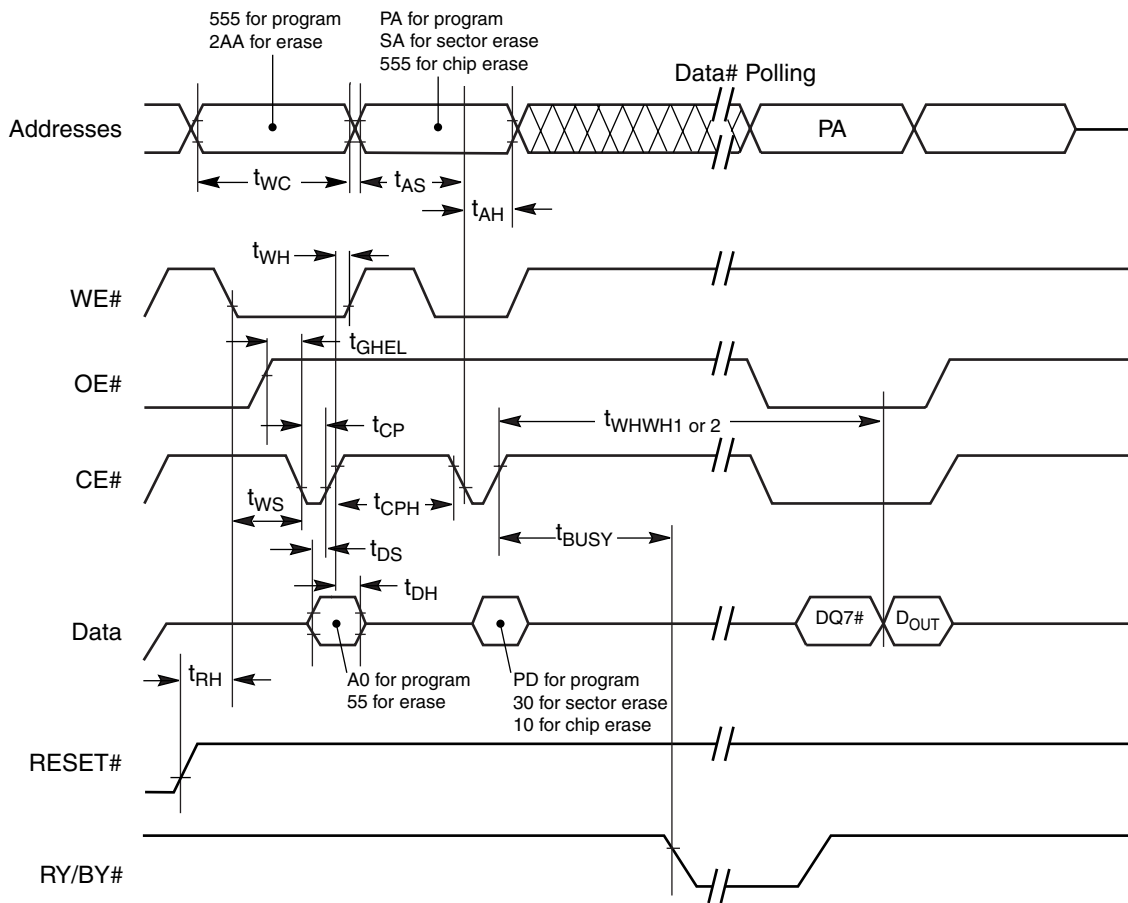 555 for program
2AA for erase
PA for program
SA for sector erase
555 for chip erase
Data# Polling
Addresses
PA
tWC
tAS
tAH
tWH
WE#
tGHEL
OE#
tWHWH1 or 2
tCP
CE#
tWS
tCPH
tBUSY
tDS
tDH
Data
DQ7#
DOUT
tRH
A0 for program
55 for erase
PD for program
30 for sector erase
10 for chip erase
RESET#
RY/BY#